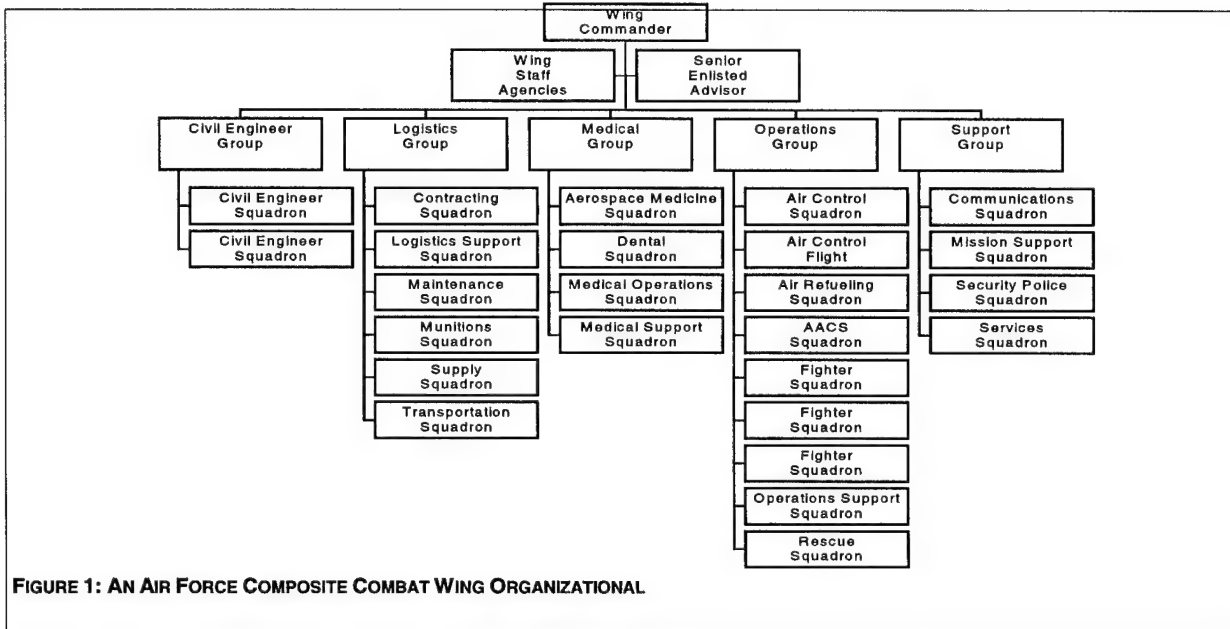 Wing
Commander
Wing
Staff
Agencies
Senior
Enlisted
Advisor
Civil Engineer
Group
Logistics
Group
Medical
Group
Operations
Group
Support
Group
Civil Engineer
Squadron
Civil Engineer
Squadron
Contracting
Squadron
Logistics Support
Squadron
Maintenance
Squadron
Munitions
Squadron
Supply
Squadron
Transportation
Squadron
Aerospace Medicine
Squadron
Dental
Squadron
Medical Operations
Squadron
Medical Support
Squadron
Air Control
Squadron
Air Control
Flight
Air Refueling
Squadron
AACS
Squadron
Fighter
Squadron
Fighter
Squadron
Fighter
Squadron
Operations Support
Squadron
Rescue
Squadron
Communications
Squadron
Mission Support
Squadron
Security Police
Squadron
Services
Squadron
FIGURE 1: AN AIR FORCE COMPOSITE COMBAT WING ORGANIZATIONAL